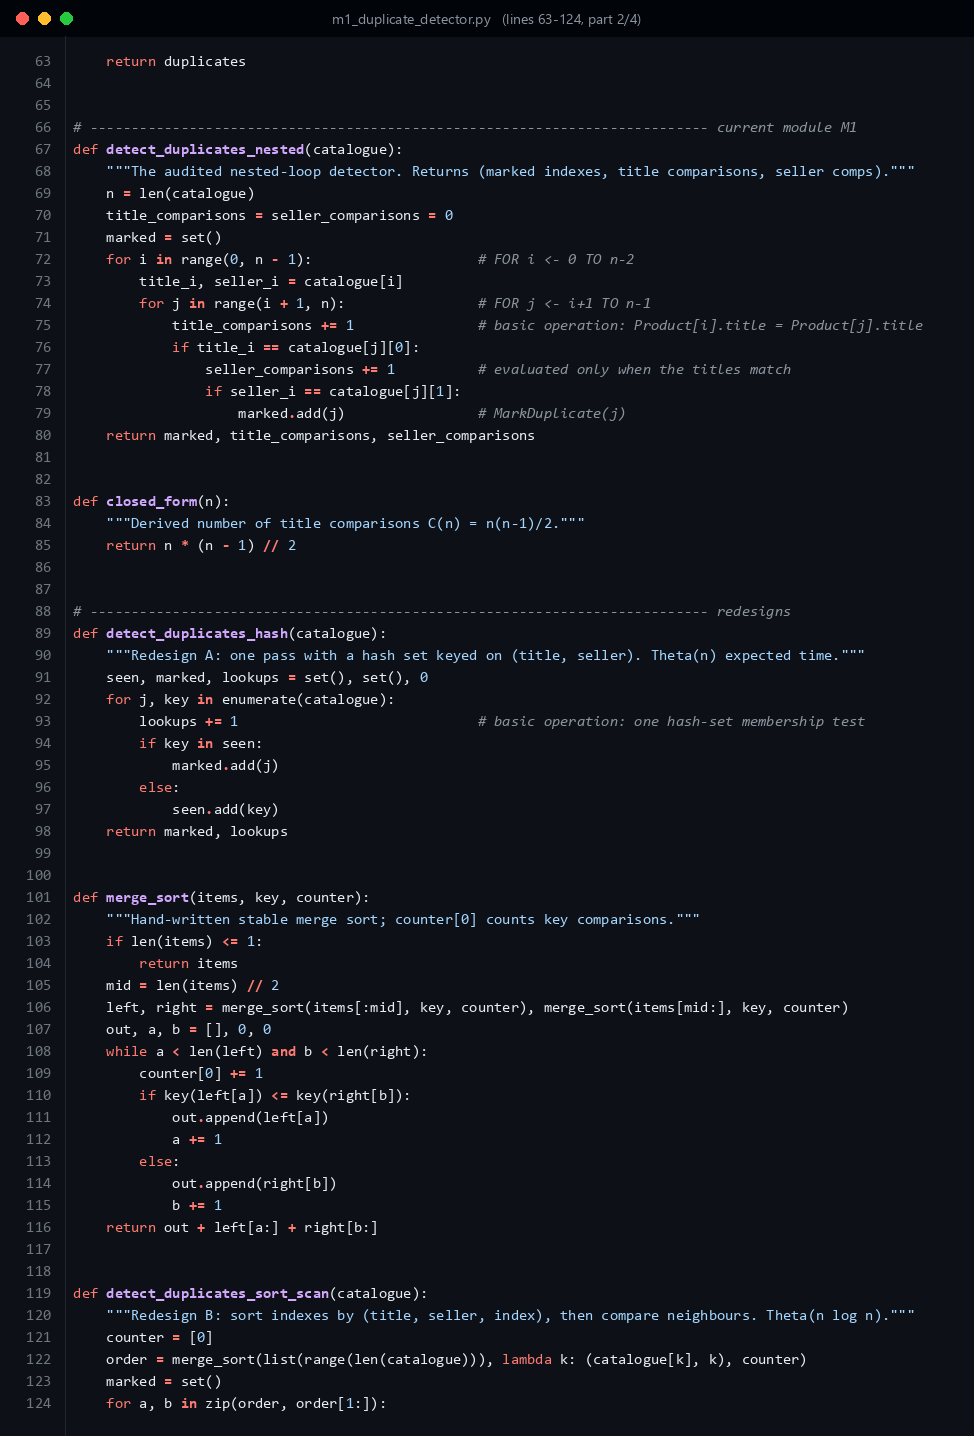 m1_duplicate_detector.py   (lines 63-124, part 2/4)
63      return duplicates
64
65
66  # --------------------------------------------------------------------------- current module M1
67  def detect_duplicates_nested(catalogue):
68      """The audited nested-loop detector. Returns (marked indexes, title comparisons, seller comps)."""
69      n = len(catalogue)
70      title_comparisons = seller_comparisons = 0
71      marked = set()
72      for i in range(0, n - 1):                    # FOR i <- 0 TO n-2
73          title_i, seller_i = catalogue[i]
74          for j in range(i + 1, n):                # FOR j <- i+1 TO n-1
75              title_comparisons += 1               # basic operation: Product[i].title = Product[j].title
76              if title_i == catalogue[j][0]:
77                  seller_comparisons += 1          # evaluated only when the titles match
78                  if seller_i == catalogue[j][1]:
79                      marked.add(j)                # MarkDuplicate(j)
80      return marked, title_comparisons, seller_comparisons
81
82
83  def closed_form(n):
84      """Derived number of title comparisons C(n) = n(n-1)/2."""
85      return n * (n - 1) // 2
86
87
88  # --------------------------------------------------------------------------- redesigns
89  def detect_duplicates_hash(catalogue):
90      """Redesign A: one pass with a hash set keyed on (title, seller). Theta(n) expected time."""
91      seen, marked, lookups = set(), set(), 0
92      for j, key in enumerate(catalogue):
93          lookups += 1                             # basic operation: one hash-set membership test
94          if key in seen:
95              marked.add(j)
96          else:
97              seen.add(key)
98      return marked, lookups
99
100
101 def merge_sort(items, key, counter):
102     """Hand-written stable merge sort; counter[0] counts key comparisons."""
103     if len(items) <= 1:
104         return items
105     mid = len(items) // 2
106     left, right = merge_sort(items[:mid], key, counter), merge_sort(items[mid:], key, counter)
107     out, a, b = [], 0, 0
108     while a < len(left) and b < len(right):
109         counter[0] += 1
110         if key(left[a]) <= key(right[b]):
111             out.append(left[a])
112             a += 1
113         else:
114             out.append(right[b])
115             b += 1
116     return out + left[a:] + right[b:]
117
118
119 def detect_duplicates_sort_scan(catalogue):
120     """Redesign B: sort indexes by (title, seller, index), then compare neighbours. Theta(n log n)."""
121     counter = [0]
122     order = merge_sort(list(range(len(catalogue))), lambda k: (catalogue[k], k), counter)
123     marked = set()
124     for a, b in zip(order, order[1:]):